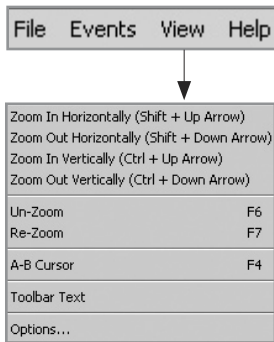 File Events View Help
Zoom In Horizontally (Shift + Up Arrow)
Zoom Out Horizontally (Shift + Down Arrow)
Zoom In Vertically (Ctrl + Up Arrow)
Zoom Out Vertically (Ctrl + Down Arrow)
Un-Zoom F6
Re-Zoom F7
A-B Cursor F4
Toolbar Text
Options...